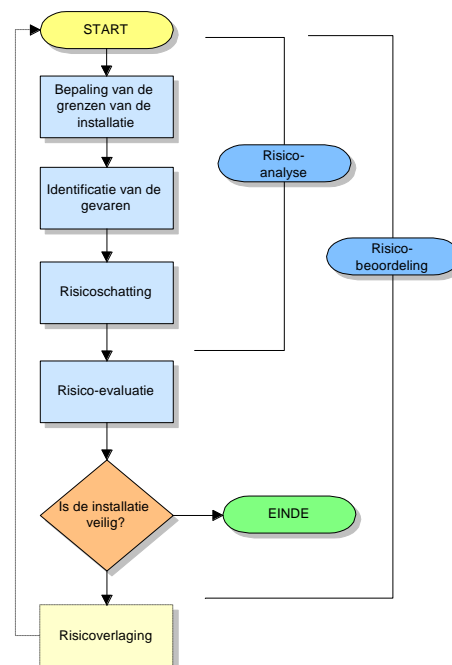 START
Bepaling van de
grenzen van de
installatie
Risico-
analyse
Identificatie van de
gevaren
Risico-
beoordeling
Risicoschatting
Risico-evaluatie
Is de installatie
veilig?
EINDE
Risicoverlaging